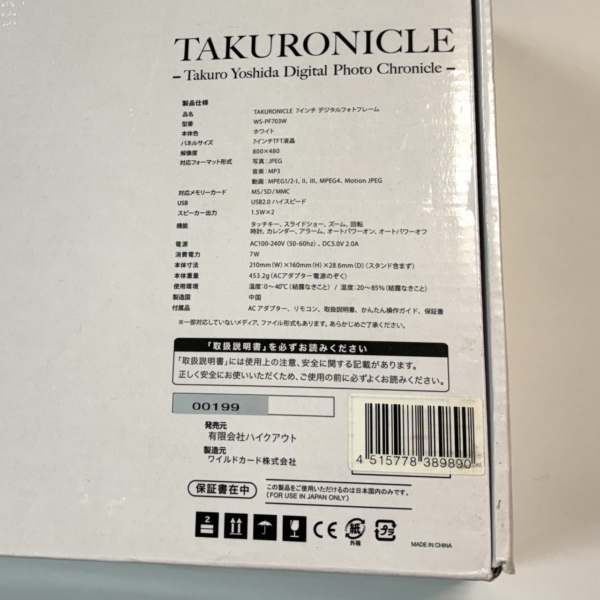 TAKURONICLE
- Takuro Yoshida Digital Photo Chronicle -
製品仕様
品名 TAKURONICLE 7インチ デジタルフォトフレーム
型番 WS-PF703W
本体色 ホワイト
パネルサイズ 7インチTFT液晶
解像度 800×480
対応フォーマット形式 写真:JPEG
音楽:MP3
動画:MPEG1/2-I, II, III, MPEG4, Motion JPEG
対応メモリーカード MS/SD/MMC
USB USB2.0 ハイスピード
スピーカー出力 1.5W×2
機能 タッチキー、スライドショー、ズーム、回転
時計、カレンダー、アラーム、オートパワーオン、オートパワーオフ
電源 AC100-240V (50-60hz) 、DC5.0V 2.0A
消費電力 7W
本体寸法 210mm(W)×160mm(H)×28.6mm(D) (スタンド含まず)
本体重量 453.2g(ACアダプター電源のぞく)
使用環境 温度:0~40℃(結露なきこと) / 湿度:20~85%(結露なきこと)
製造国 中国
付属品 AC アダプター、リモコン、取扱説明書、かんたん操作ガイド、保証書
※一部対応していないメディア、ファイル形式もあります。あらかじめご了承ください。
「取扱説明書」を必ずお読みください
「取扱説明書」には使用上の注意、安全に関する記載があります。
正しく安全にお使いいただくため、ご使用の前に必ずよくお読みください。
00199
発売元
有限会社ハイクアウト
製造元
ワイルドカード株式会社
4 515778 389890
保証書在中
この製品をご使用いただけるのは日本国内のみです。
(FOR USE IN JAPAN ONLY)
2
CE
紙
外箱
プラ
MADE IN CHINA